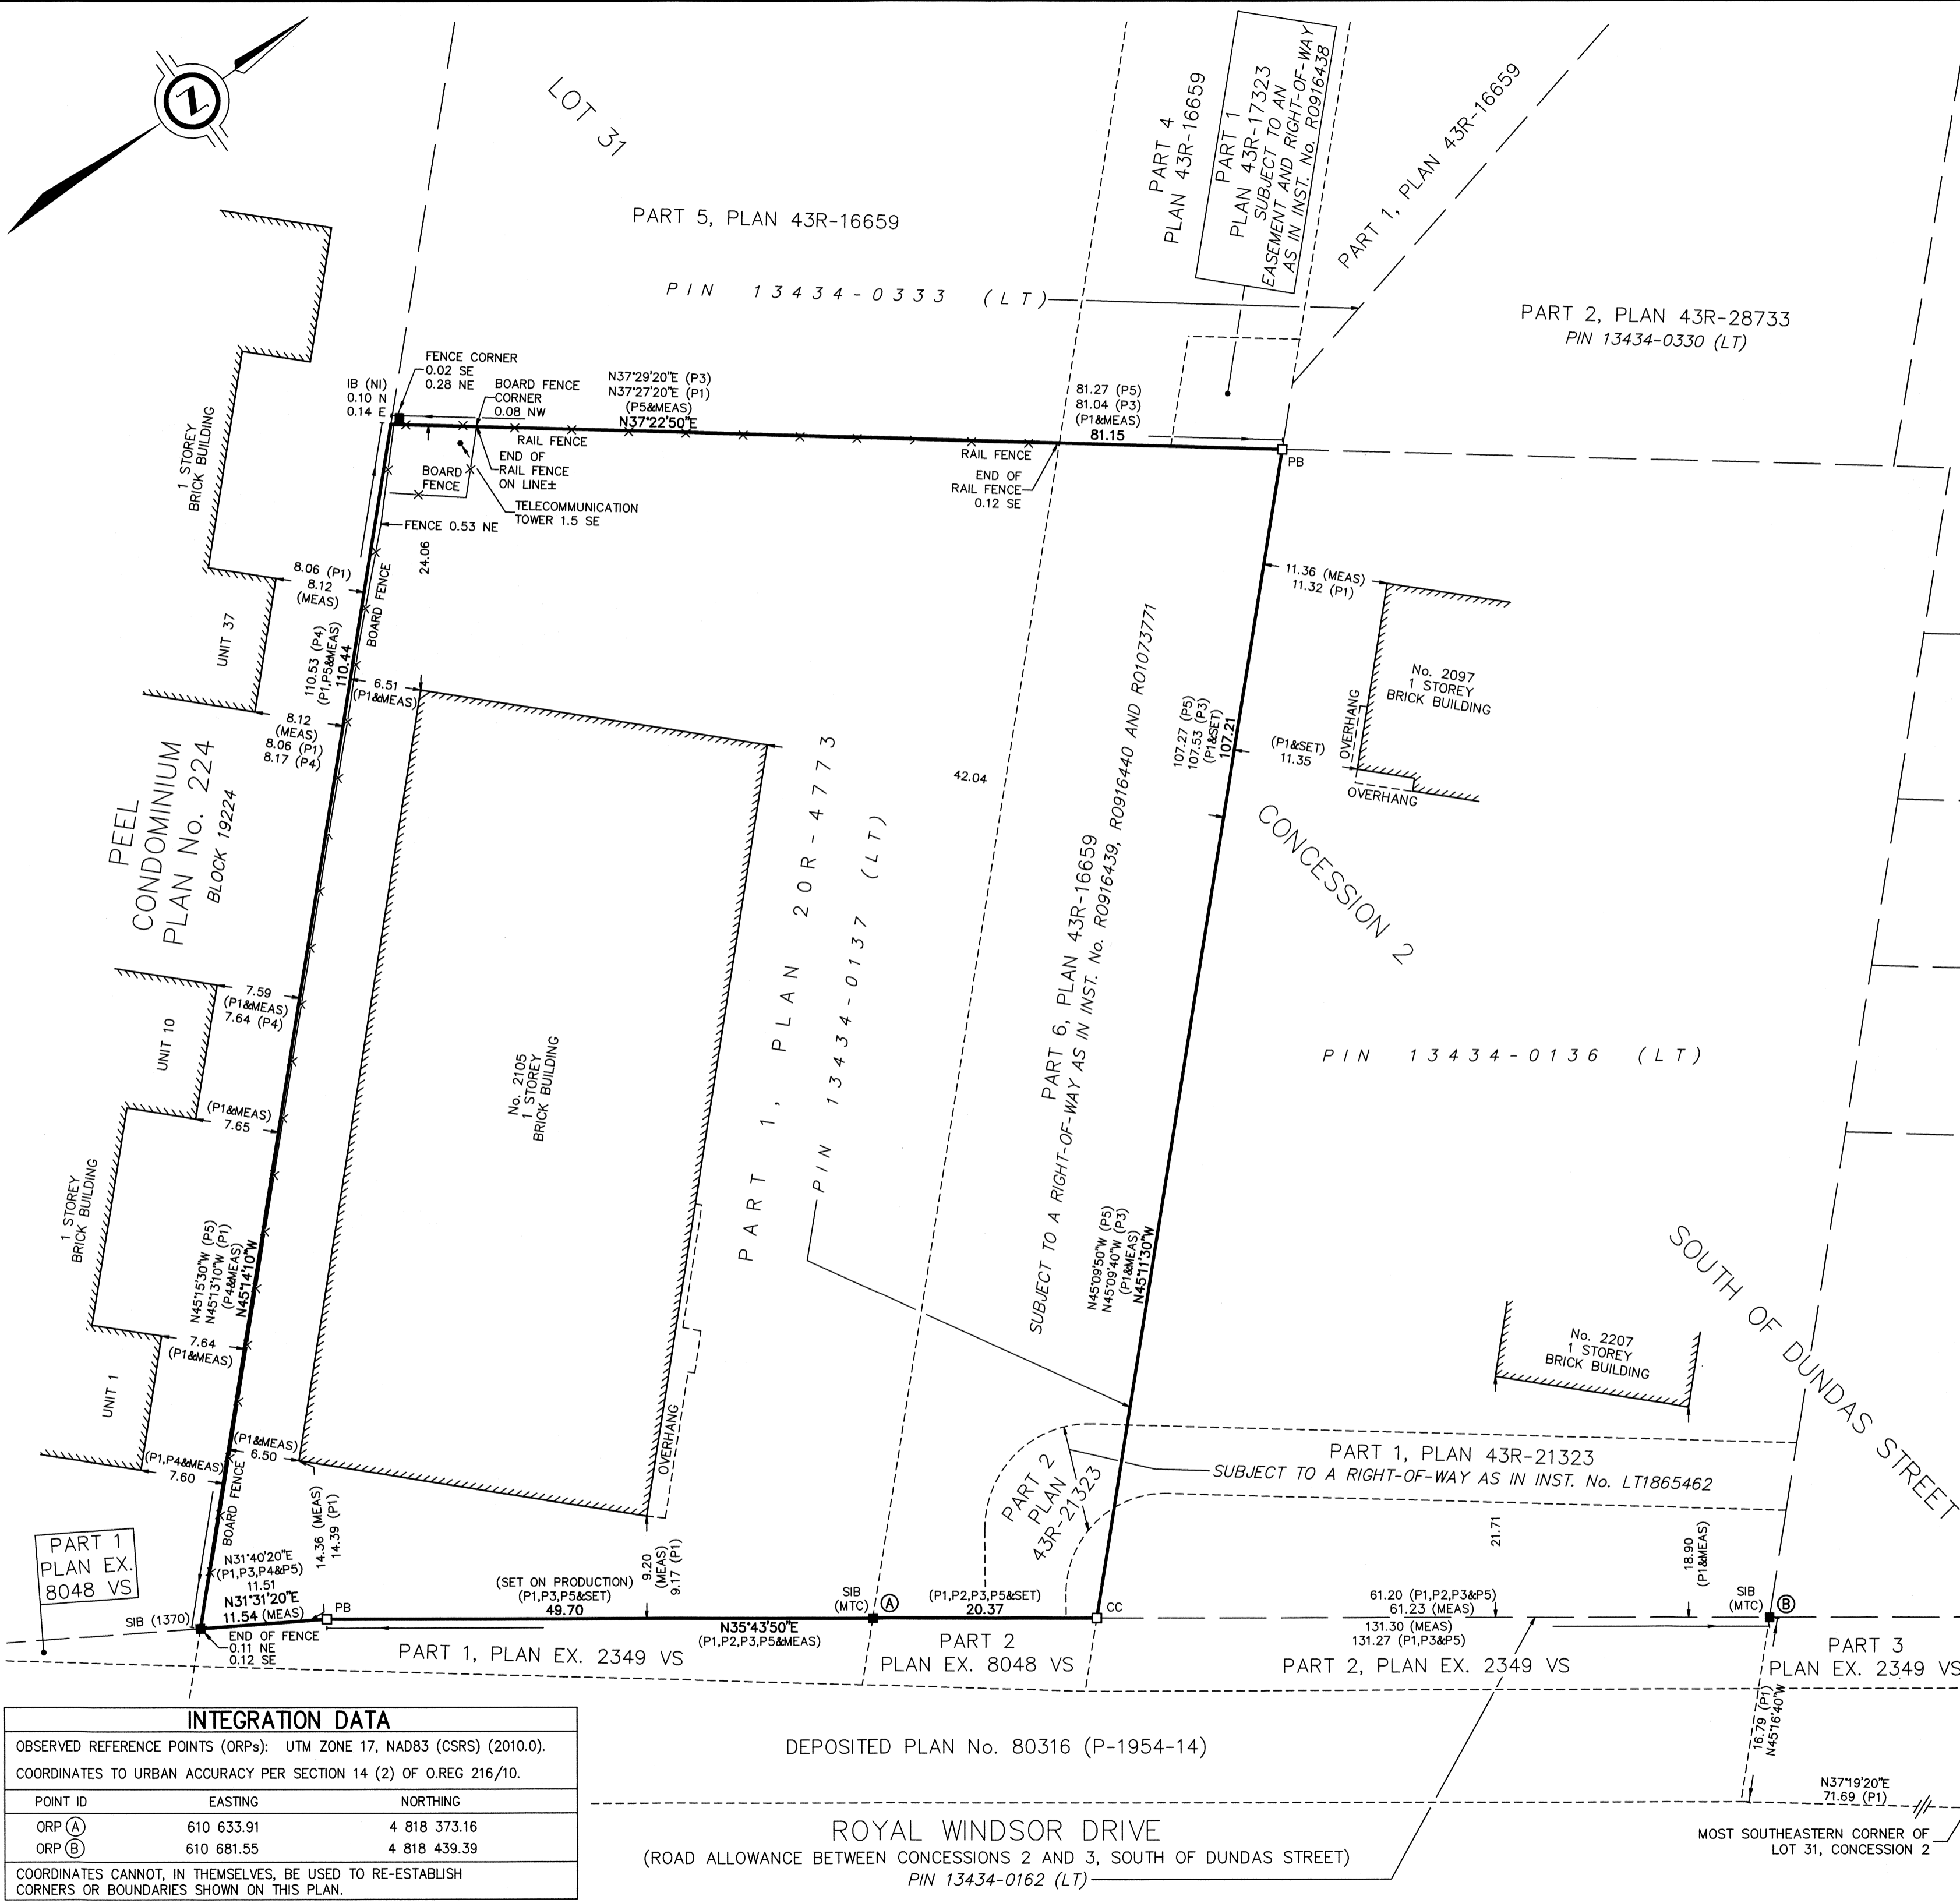 N
LOT 31
PART 5, PLAN 43R-16659
PIN 13434-0333 (LT)
PART 4
PLAN 43R-16659
PART 1
PLAN 43R-17323
SUBJECT TO AN
EASEMENT AND RIGHT-OF-WAY
AS IN INST. No. RO916438
PART 1, PLAN 43R-16659
PART 2, PLAN 43R-28733
PIN 13434-0330 (LT)
FENCE CORNER
0.02 SE
0.28 NE
IB (NI)
0.10 N
0.14 E
BOARD FENCE
CORNER
0.08 NW
N37°29'20"E (P3)
N37°27'20"E (P1)
(P5&MEAS)
N37°22'50"E
81.27 (P5)
81.04 (P3)
(P1&MEAS)
81.15
PB
RAIL FENCE
END OF
RAIL FENCE
ON LINE±
BOARD
FENCE
TELECOMMUNICATION
TOWER 1.5 SE
FENCE 0.53 NE
24.06
RAIL FENCE
END OF
RAIL FENCE
0.12 SE
1 STOREY
BRICK BUILDING
8.06 (P1)
8.12
(MEAS)
BOARD FENCE
UNIT 37
110.53 (P4)
(P1,P5&MEAS)
110.44
6.51
(P1&MEAS)
8.12
(MEAS)
8.06 (P1)
8.17 (P4)
11.36 (MEAS)
11.32 (P1)
No. 2097
1 STOREY
BRICK BUILDING
OVERHANG
OVERHANG
(P1&SET)
11.35
107.27 (P5)
107.53 (P3)
(P1&SET)
107.21
42.04
PEEL
CONDOMINIUM
PLAN No. 224
BLOCK 19224
PART 1, PLAN 20R-4773
PIN 13434-0137 (LT)
PART 6, PLAN 43R-16659
SUBJECT TO A RIGHT-OF-WAY AS IN INST. No. RO916439, RO916440 AND RO1073771
CONCESSION 2
PIN 13434-0136 (LT)
7.59
(P1&MEAS)
7.64 (P4)
UNIT 10
(P1&MEAS)
7.65
No. 2105
1 STOREY
BRICK BUILDING
1 STOREY
BRICK BUILDING
N45°15'30"W (P5)
N45°13'10"W (P1)
(P4&MEAS)
N45°14'10"W
7.64
(P1&MEAS)
UNIT 1
N45°09'50"W (P5)
N45°09'40"W (P3)
(P1&MEAS)
N45°11'30"W
SOUTH OF DUNDAS STREET
No. 2207
1 STOREY
BRICK BUILDING
OVERHANG
(P1&MEAS)
6.50
(P1,P4&MEAS)
7.60
BOARD FENCE
14.36 (MEAS)
14.39 (P1)
9.20
(MEAS)
9.17 (P1)
PART 2
PLAN
43R-21323
PART 1, PLAN 43R-21323
SUBJECT TO A RIGHT-OF-WAY AS IN INST. No. LT1865462
21.71
18.90
(P1&MEAS)
PART 1
PLAN EX.
8048 VS
N31°40'20"E
(P1,P3,P4&P5)
11.51
N31°31'20"E
11.54 (MEAS)
SIB (1370)
END OF FENCE
0.11 NE
0.12 SE
PB
(SET ON PRODUCTION)
(P1,P3,P5&SET)
49.70
N35°43'50"E
(P1,P2,P3,P5&MEAS)
SIB
(MTC)
A
(P1,P2,P3,P5&SET)
20.37
CC
61.20 (P1,P2,P3&P5)
61.23 (MEAS)
131.30 (MEAS)
131.27 (P1,P3&P5)
SIB
(MTC)
B
PART 1, PLAN EX. 2349 VS
PART 2
PLAN EX. 8048 VS
PART 2, PLAN EX. 2349 VS
PART 3
PLAN EX. 2349 VS
16.79 (P1)
N45°16'40"W
N37°19'20"E
71.69 (P1)
MOST SOUTHEASTERN CORNER OF
LOT 31, CONCESSION 2
DEPOSITED PLAN No. 80316 (P-1954-14)
ROYAL WINDSOR DRIVE
(ROAD ALLOWANCE BETWEEN CONCESSIONS 2 AND 3, SOUTH OF DUNDAS STREET)
PIN 13434-0162 (LT)
INTEGRATION DATA
OBSERVED REFERENCE POINTS (ORPs): UTM ZONE 17, NAD83 (CSRS) (2010.0).
COORDINATES TO URBAN ACCURACY PER SECTION 14 (2) OF O.REG 216/10.
POINT ID EASTING NORTHING
ORP A 610 633.91 4 818 373.16
ORP B 610 681.55 4 818 439.39
COORDINATES CANNOT, IN THEMSELVES, BE USED TO RE-ESTABLISH
CORNERS OR BOUNDARIES SHOWN ON THIS PLAN.